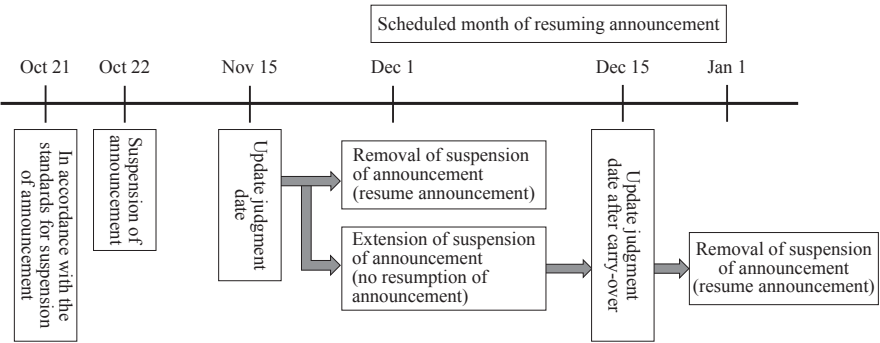 Scheduled month of resuming announcement
Oct 21
Oct 22
Nov 15
Dec 1
Dec 15
Jan 1
In accordance with the
standards for suspension
of announcement
Suspension of
announcement
Update judgment
date
Removal of suspension
of announcement
(resume announcement)
Extension of suspension
of announcement
(no resumption of
announcement)
Update judgment
date after carry-over
Removal of suspension
of announcement
(resume announcement)